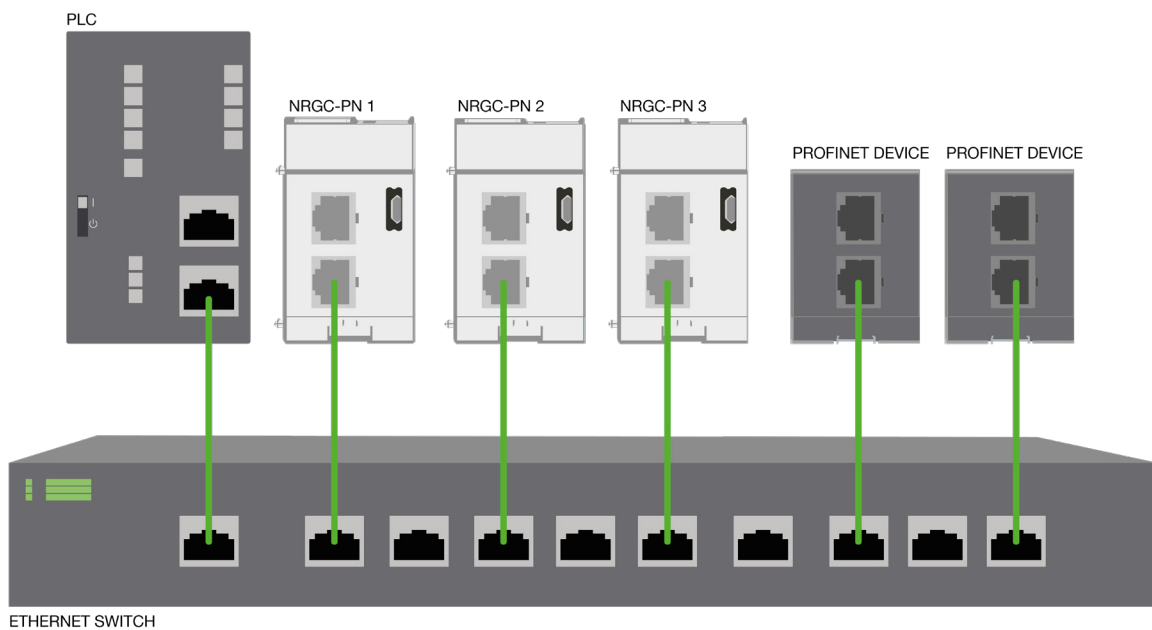 PLC
NRGC-PN 1
NRGC-PN 2
NRGC-PN 3
PROFINET DEVICE
PROFINET DEVICE
ETHERNET SWITCH